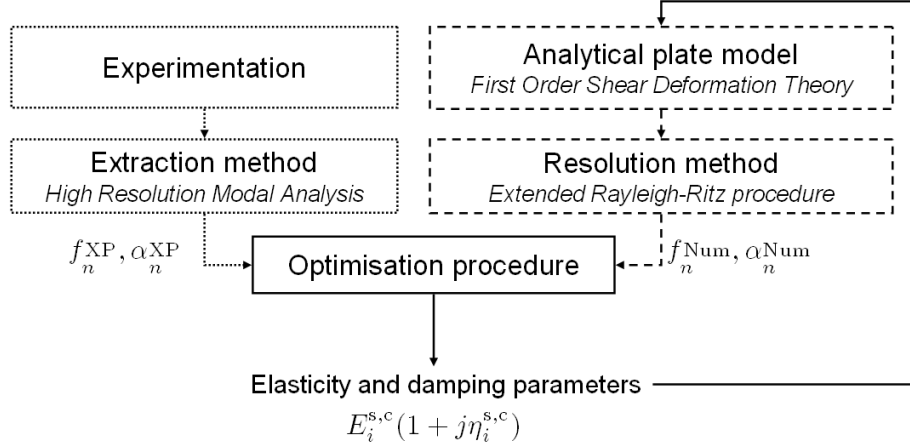 Experimentation
Analytical plate model
First Order Shear Deformation Theory
Extraction method
High Resolution Modal Analysis
Resolution method
Extended Rayleigh-Ritz procedure
f_n^XP, α_n^XP
Optimisation procedure
f_n^Num, α_n^Num
Elasticity and damping parameters
E_i^s,c(1 + jη_i^s,c)